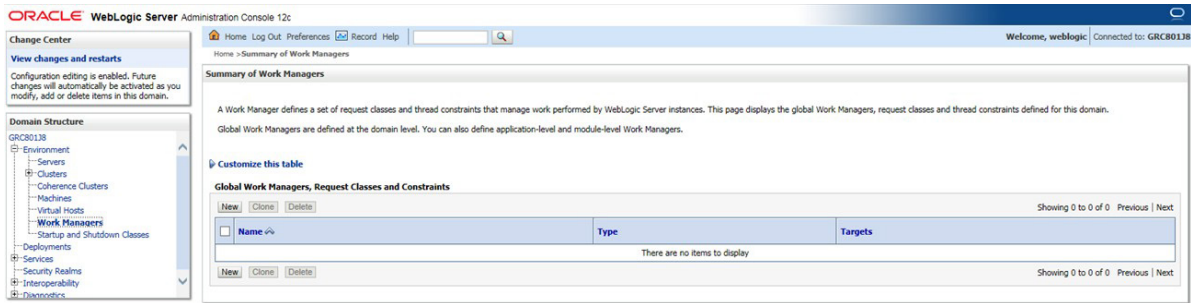 ORACLE WebLogic Server Administration Console 12c
Change Center
View changes and restarts
Configuration editing is enabled. Future
changes will automatically be activated as you
modify, add or delete items in this domain.
Domain Structure
GRC801J8
Environment
Servers
Clusters
Coherence Clusters
Machines
Virtual Hosts
Work Managers
Startup and Shutdown Classes
Deployments
Services
Security Realms
Interoperability
Diagnostics
Home Log Out Preferences Record Help
Welcome, weblogic Connected to: GRC801J8
Home >Summary of Work Managers
Summary of Work Managers
A Work Manager defines a set of request classes and thread constraints that manage work performed by WebLogic Server instances. This page displays the global Work Managers, request classes and thread constraints defined for this domain.
Global Work Managers are defined at the domain level. You can also define application-level and module-level Work Managers.
Customize this table
Global Work Managers, Request Classes and Constraints
New Clone Delete Showing 0 to 0 of 0 Previous | Next
Name Type Targets
There are no items to display
New Clone Delete Showing 0 to 0 of 0 Previous | Next